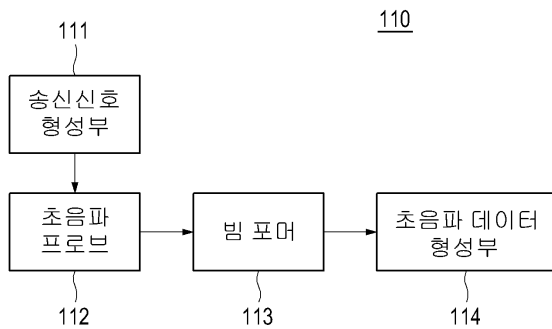 111
110
송신신호
형성부
초음파
프로브
빔 포머
초음파 데이터
형성부
112
113
114